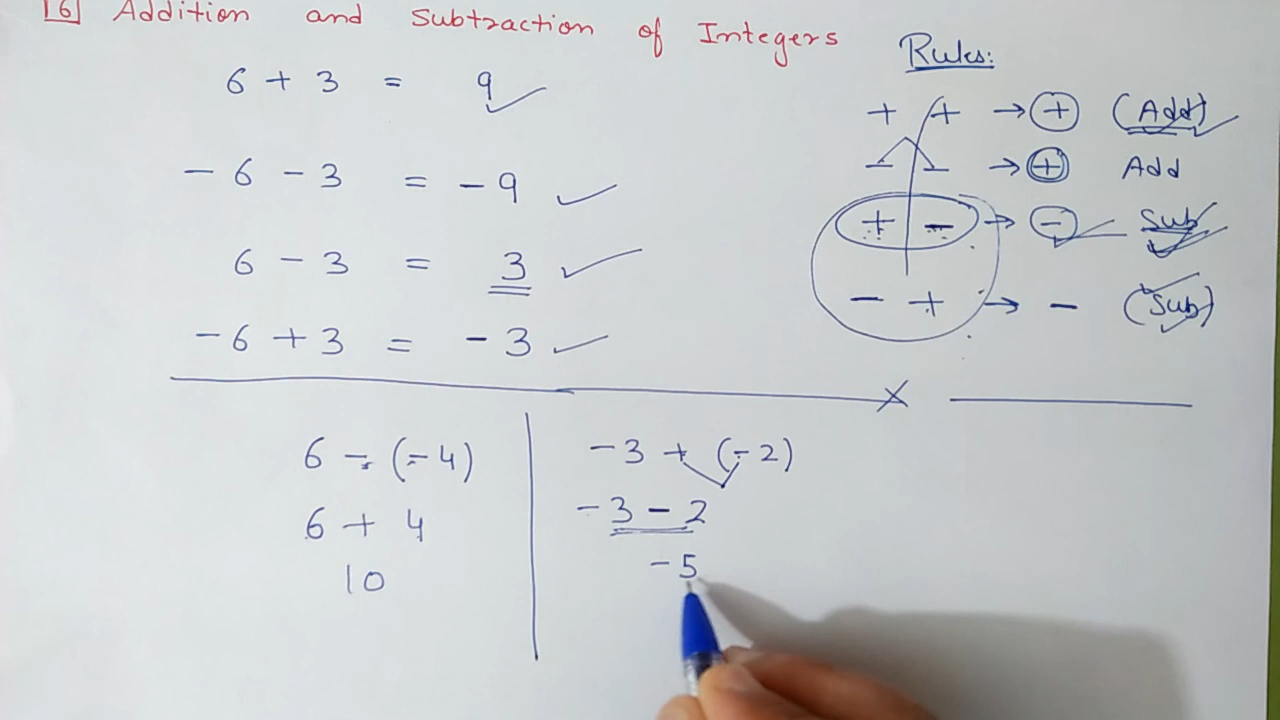 [6] Addition and Subtraction of Integers
6 + 3 = 9
- 6 - 3 = -9
6 - 3 = 3
- 6 + 3 = - 3
Rules:
+ + → + (Add)
- - → + Add
+ - → - Sub
- + → - (Sub)
6 - (-4)
6 + 4
10
-3 + (-2)
-3 - 2
-5